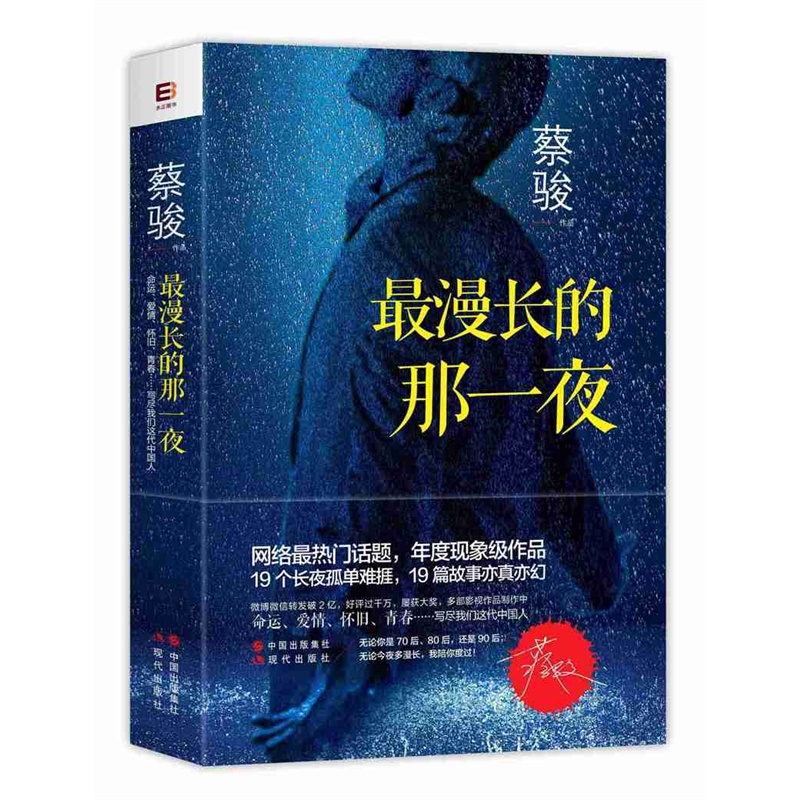 东正图书
蔡骏
作品
命运、爱情、怀旧、青春……写尽我们这代中国人
最漫长的那一夜
中国出版集团
现代出版社
蔡骏
作品
最漫长的
那一夜
网络最热门话题，年度现象级作品
19个长夜孤单难捱，19篇故事亦真亦幻
微博微信转发破2亿，好评过千万，屡获大奖，多部影视作品制作中
命运、爱情、怀旧、青春……写尽我们这代中国人
中国出版集团
现代出版社
无论你是70后、80后，还是90后；
无论今夜多漫长，我陪你度过！
蔡骏